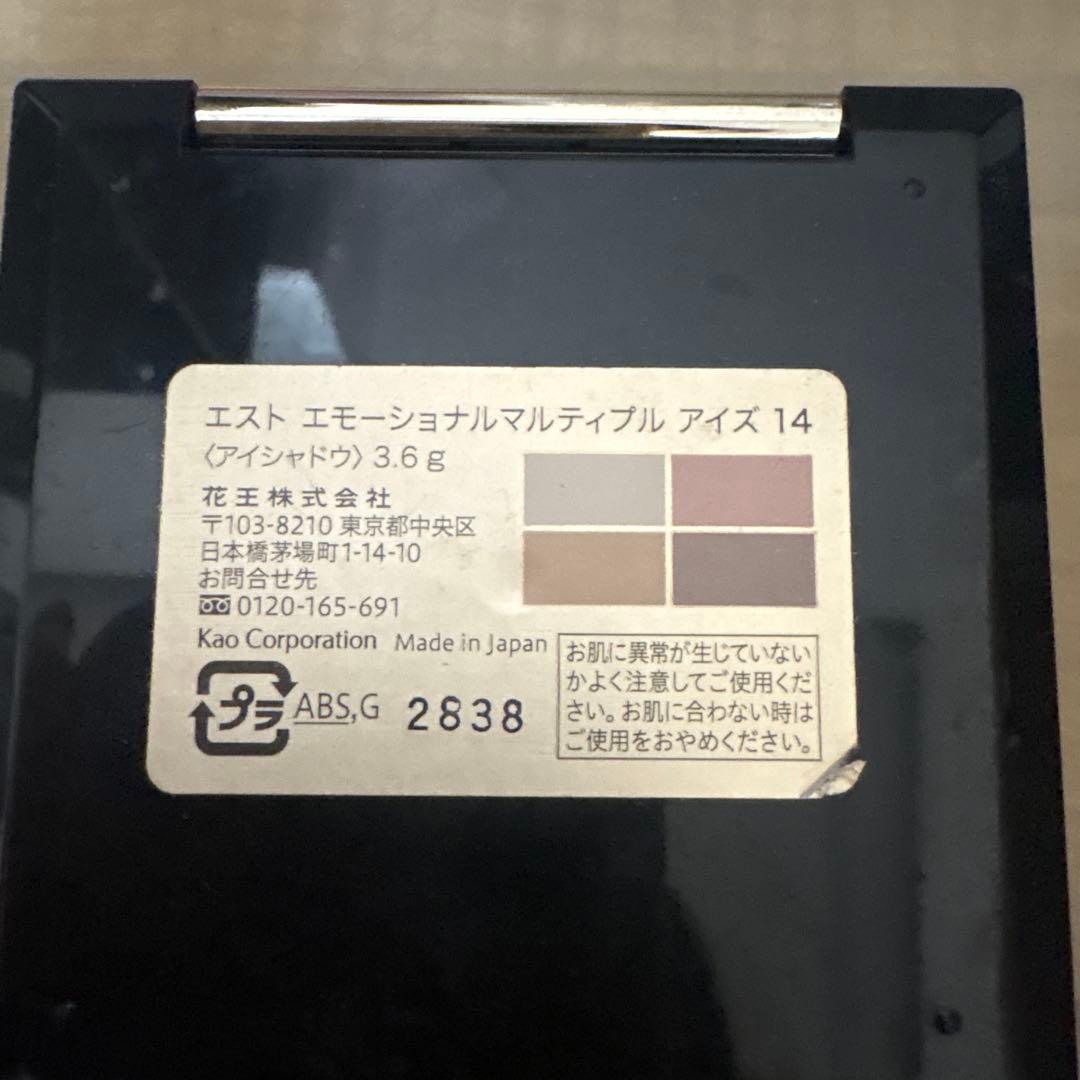 エスト エモーショナルマルティプル アイズ 14
〈アイシャドウ〉3.6g
花王株式会社
〒103-8210 東京都中央区
日本橋茅場町1-14-10
お問合せ先
0120-165-691
Kao Corporation Made in Japan
プラ ABS,G 2838
お肌に異常が生じていない
かよく注意してご使用くだ
さい。お肌に合わない時は
ご使用をおやめください。